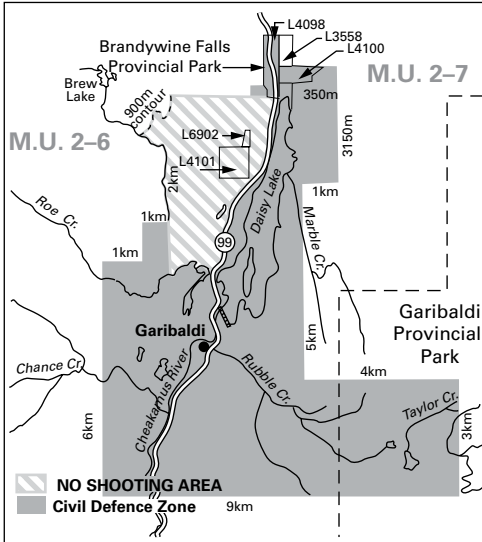 L4098
L3558
L4100
Brandywine Falls
Provincial Park
M.U. 2–7
Brew
Lake
900m
contour
350m
M.U. 2–6
L6902
L4101
3150m
2km
Daisy Lake
1km
Roe Cr.
1km
Marble Cr.
99
1km
Garibaldi
Provincial
Park
Garibaldi
5km
Chance Cr.
Cheakamus River
Rubble Cr.
4km
Taylor Cr.
6km
3km
NO SHOOTING AREA
Civil Defence Zone
9km